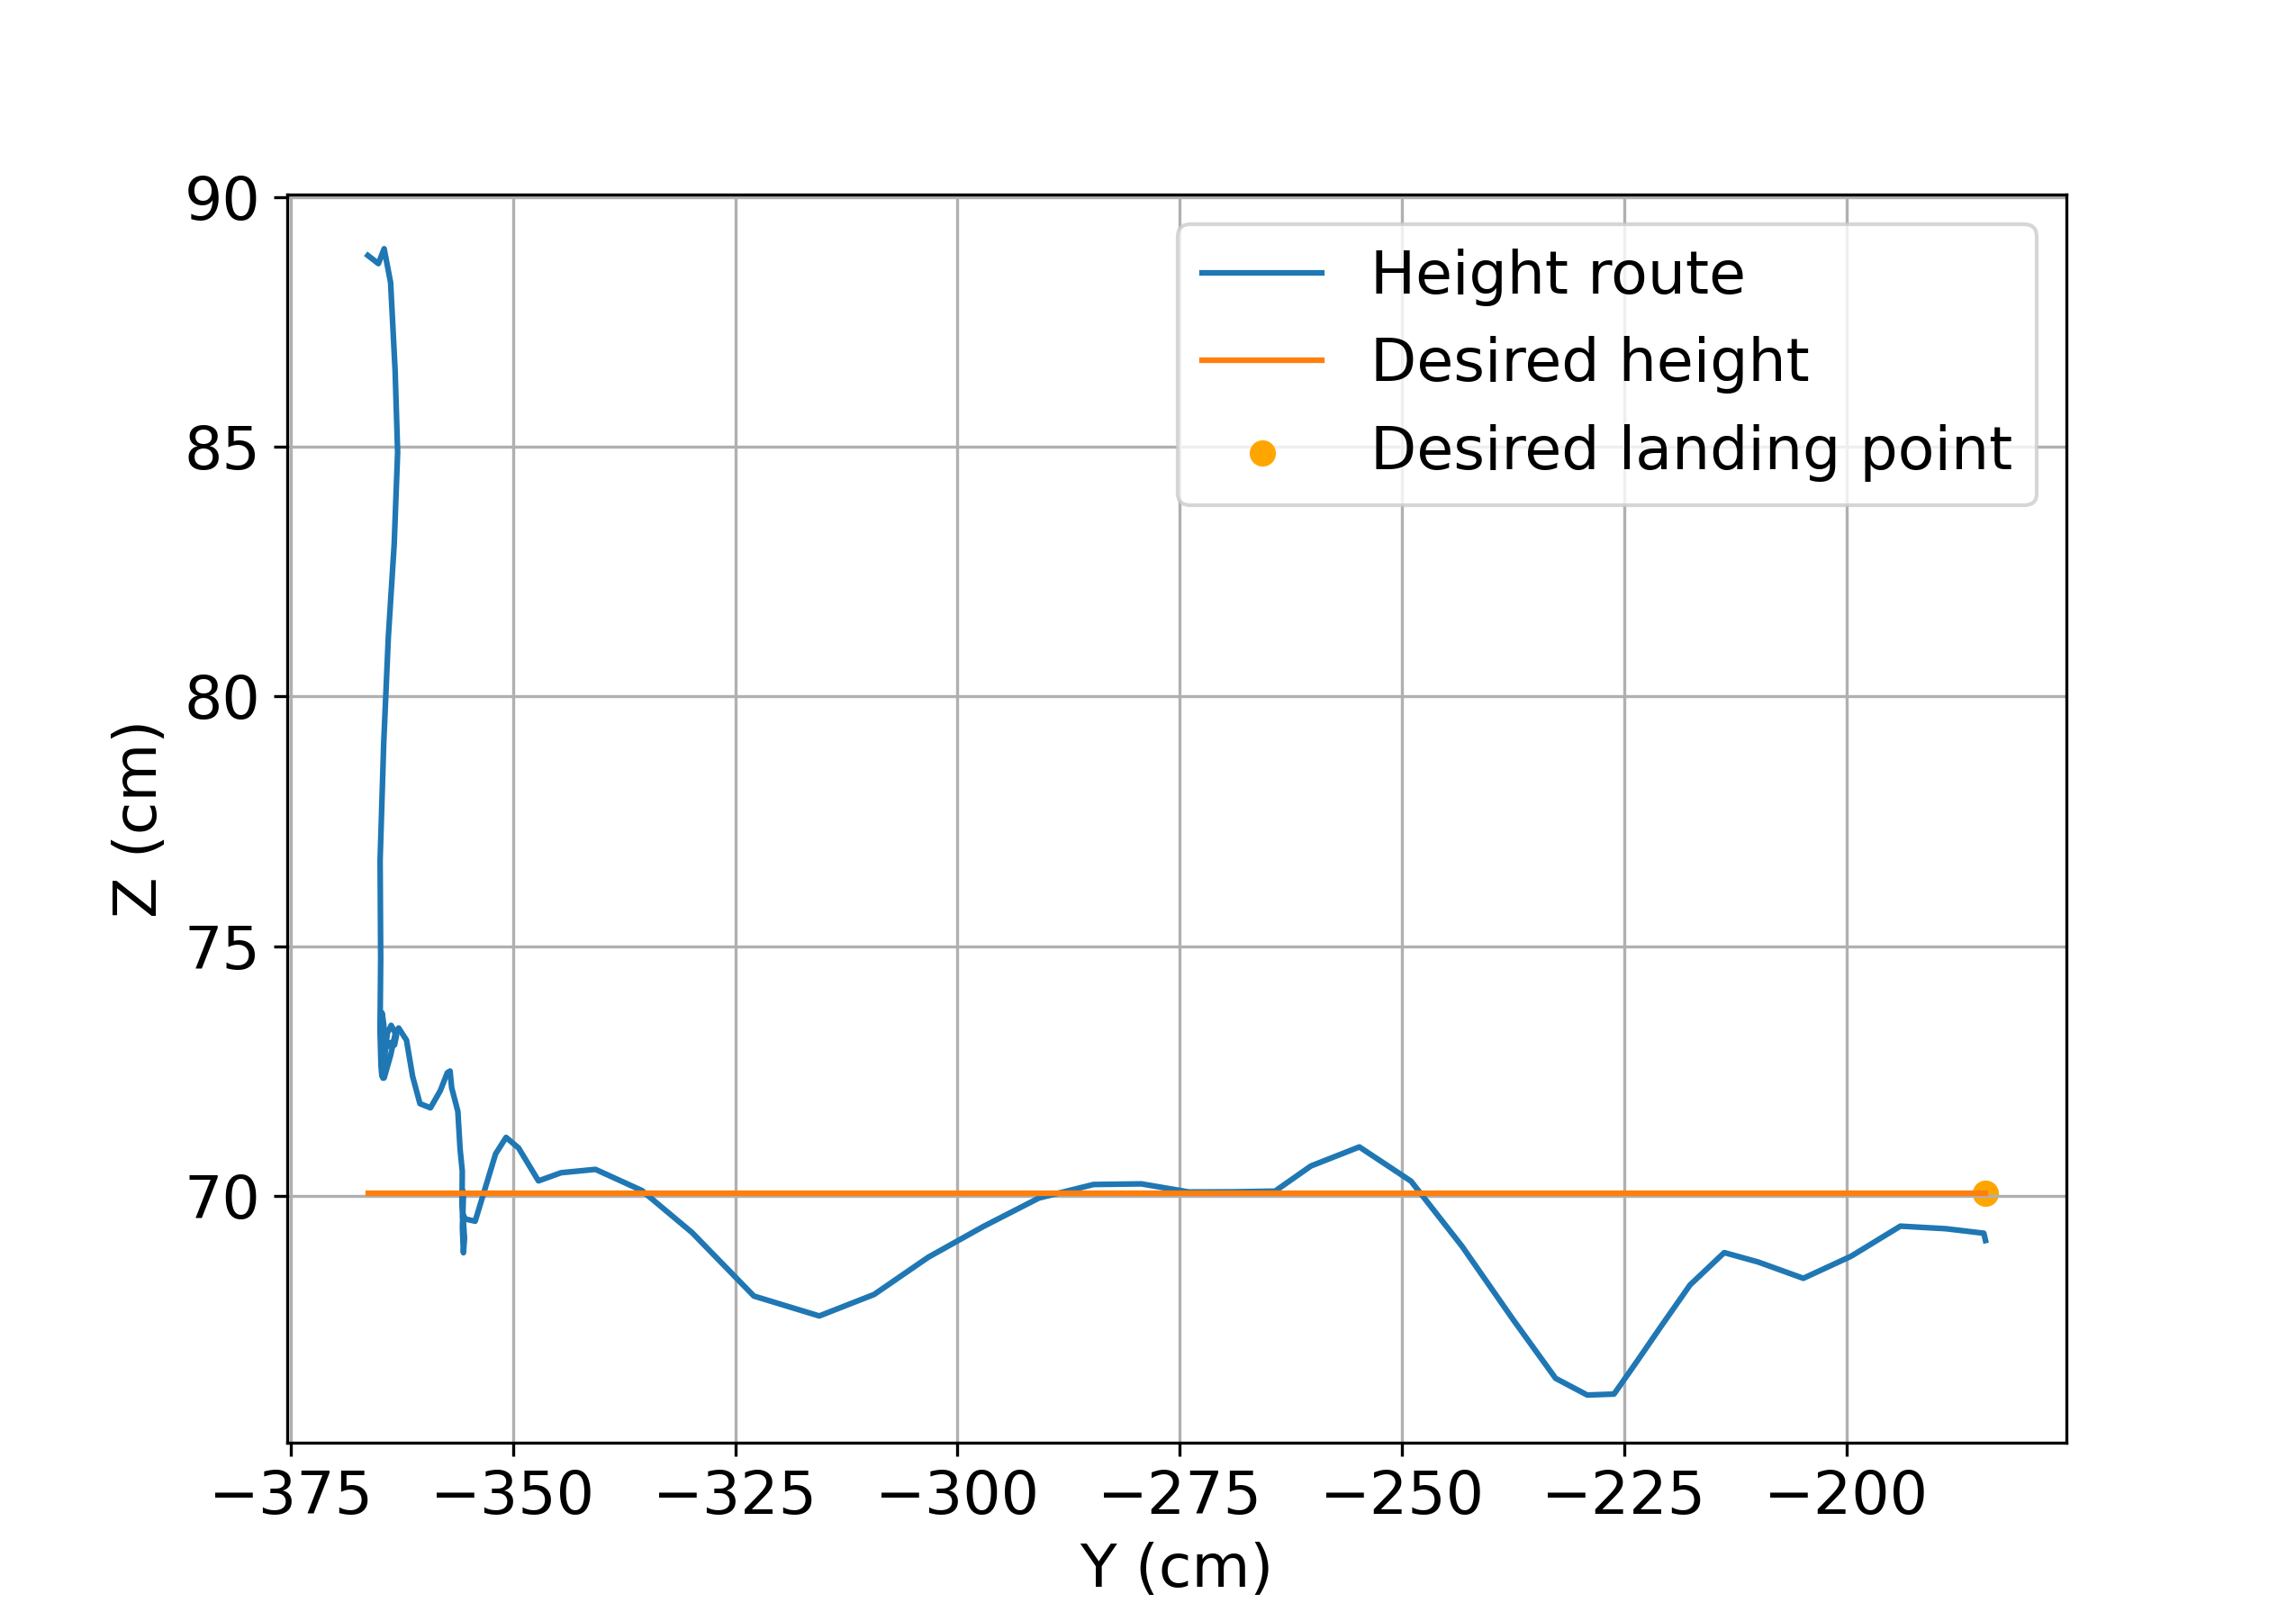 90
85
80
75
70
Z (cm)
Height route
Desired height
Desired landing point
−375 −350 −325 −300 −275 −250 −225 −200
Y (cm)